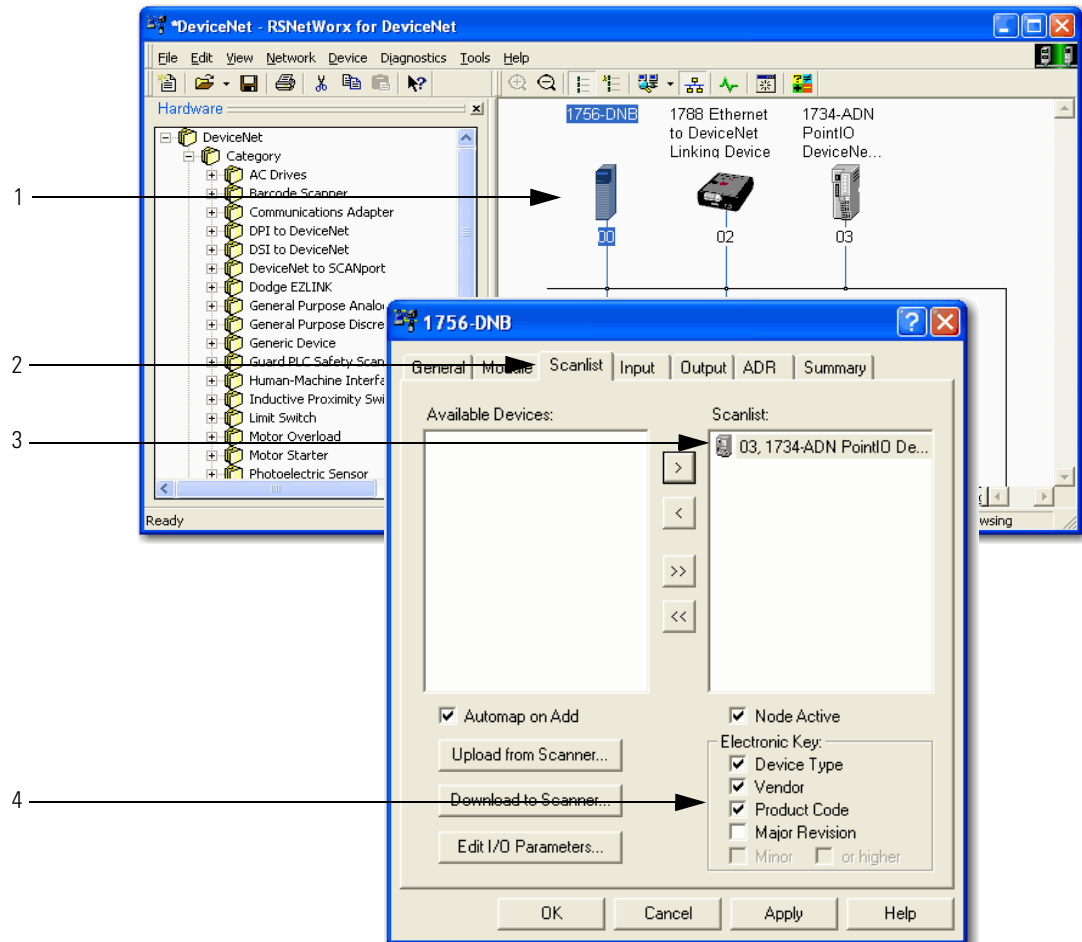 *DeviceNet - RSNetWorx for DeviceNet
File Edit View Network Device Diagnostics Tools Help
Hardware
DeviceNet
Category
AC Drives
Barcode Scanner
Communications Adapter
DPI to DeviceNet
DSI to DeviceNet
DeviceNet to SCANport
Dodge EZLINK
General Purpose Analo
General Purpose Discre
Generic Device
Guard PLC Safety Scan
Human-Machine Interfa
Inductive Proximity Swi
Limit Switch
Motor Overload
Motor Starter
Photoelectric Sensor
Ready
1756-DNB
00
1788 Ethernet
to DeviceNet
Linking Device
02
1734-ADN
PointIO
DeviceNe...
03
wsing
1
2
3
4
1756-DNB
General Module Scanlist Input Output ADR Summary
Available Devices:
Scanlist:
03, 1734-ADN PointIO De...
>
<
>>
<<
Automap on Add
Node Active
Upload from Scanner...
Download to Scanner...
Edit I/O Parameters...
Electronic Key:
Device Type
Vendor
Product Code
Major Revision
Minor or higher
OK Cancel Apply Help